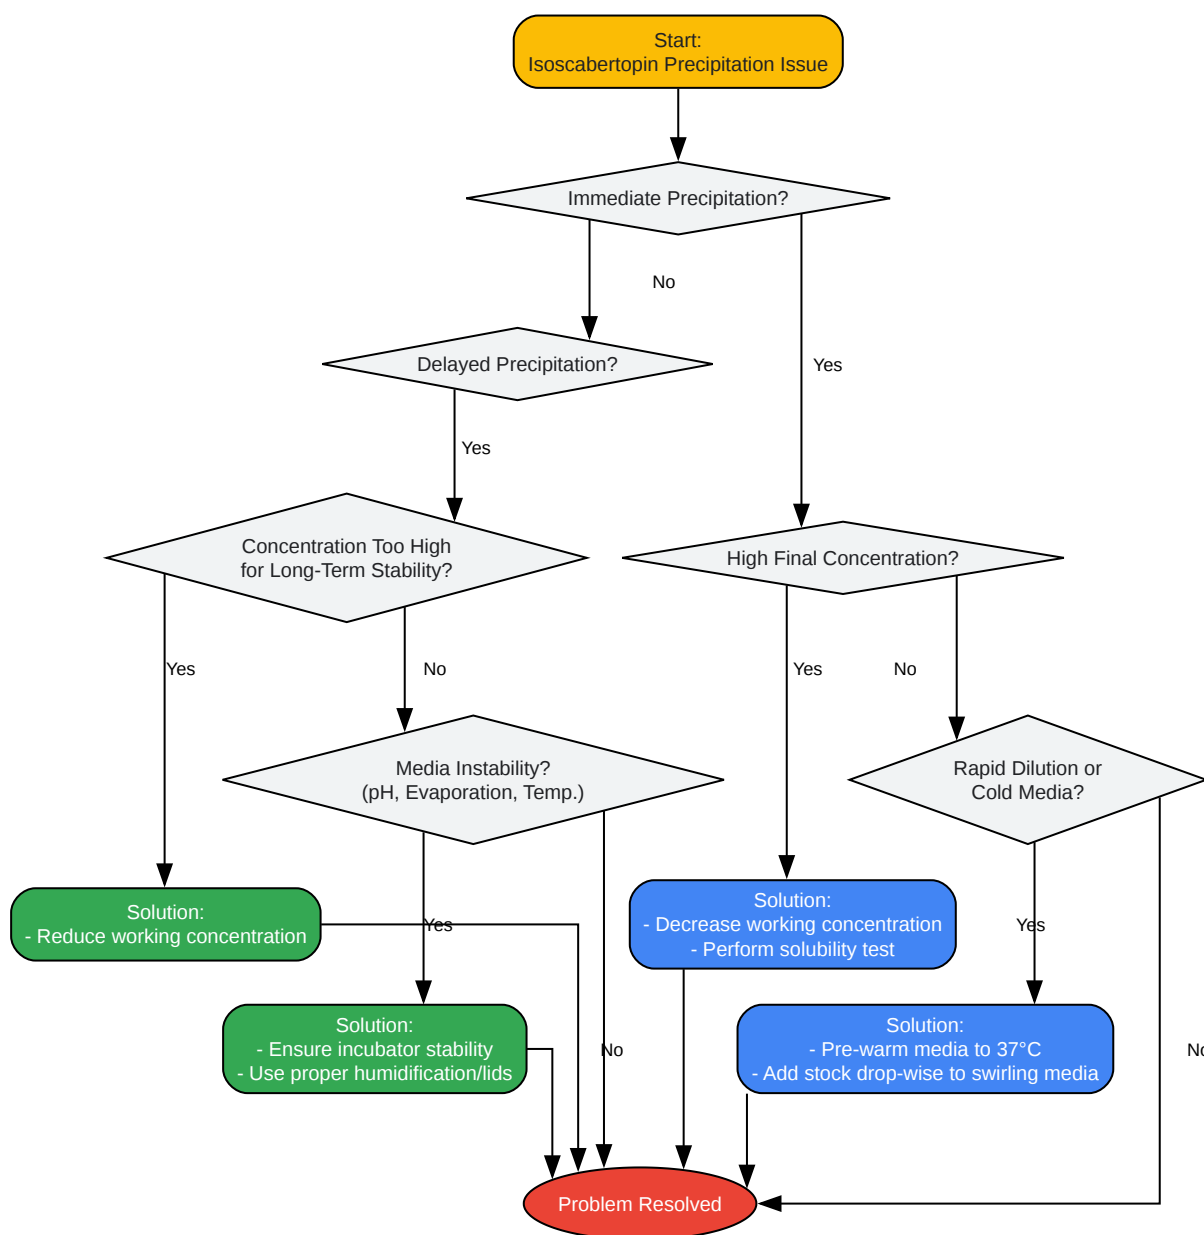 Start:
Isoscabertopin Precipitation Issue
Immediate Precipitation?
No
Delayed Precipitation?
Yes
Yes
Concentration Too High
for Long-Term Stability?
High Final Concentration?
Yes
No
Yes
No
Media Instability?
(pH, Evaporation, Temp.)
Rapid Dilution or
Cold Media?
Solution:
- Reduce working concentration
Yes
Solution:
- Decrease working concentration
- Perform solubility test
Yes
Solution:
- Ensure incubator stability
- Use proper humidification/lids
No
Solution:
- Pre-warm media to 37°C
- Add stock drop-wise to swirling media
No
Problem Resolved